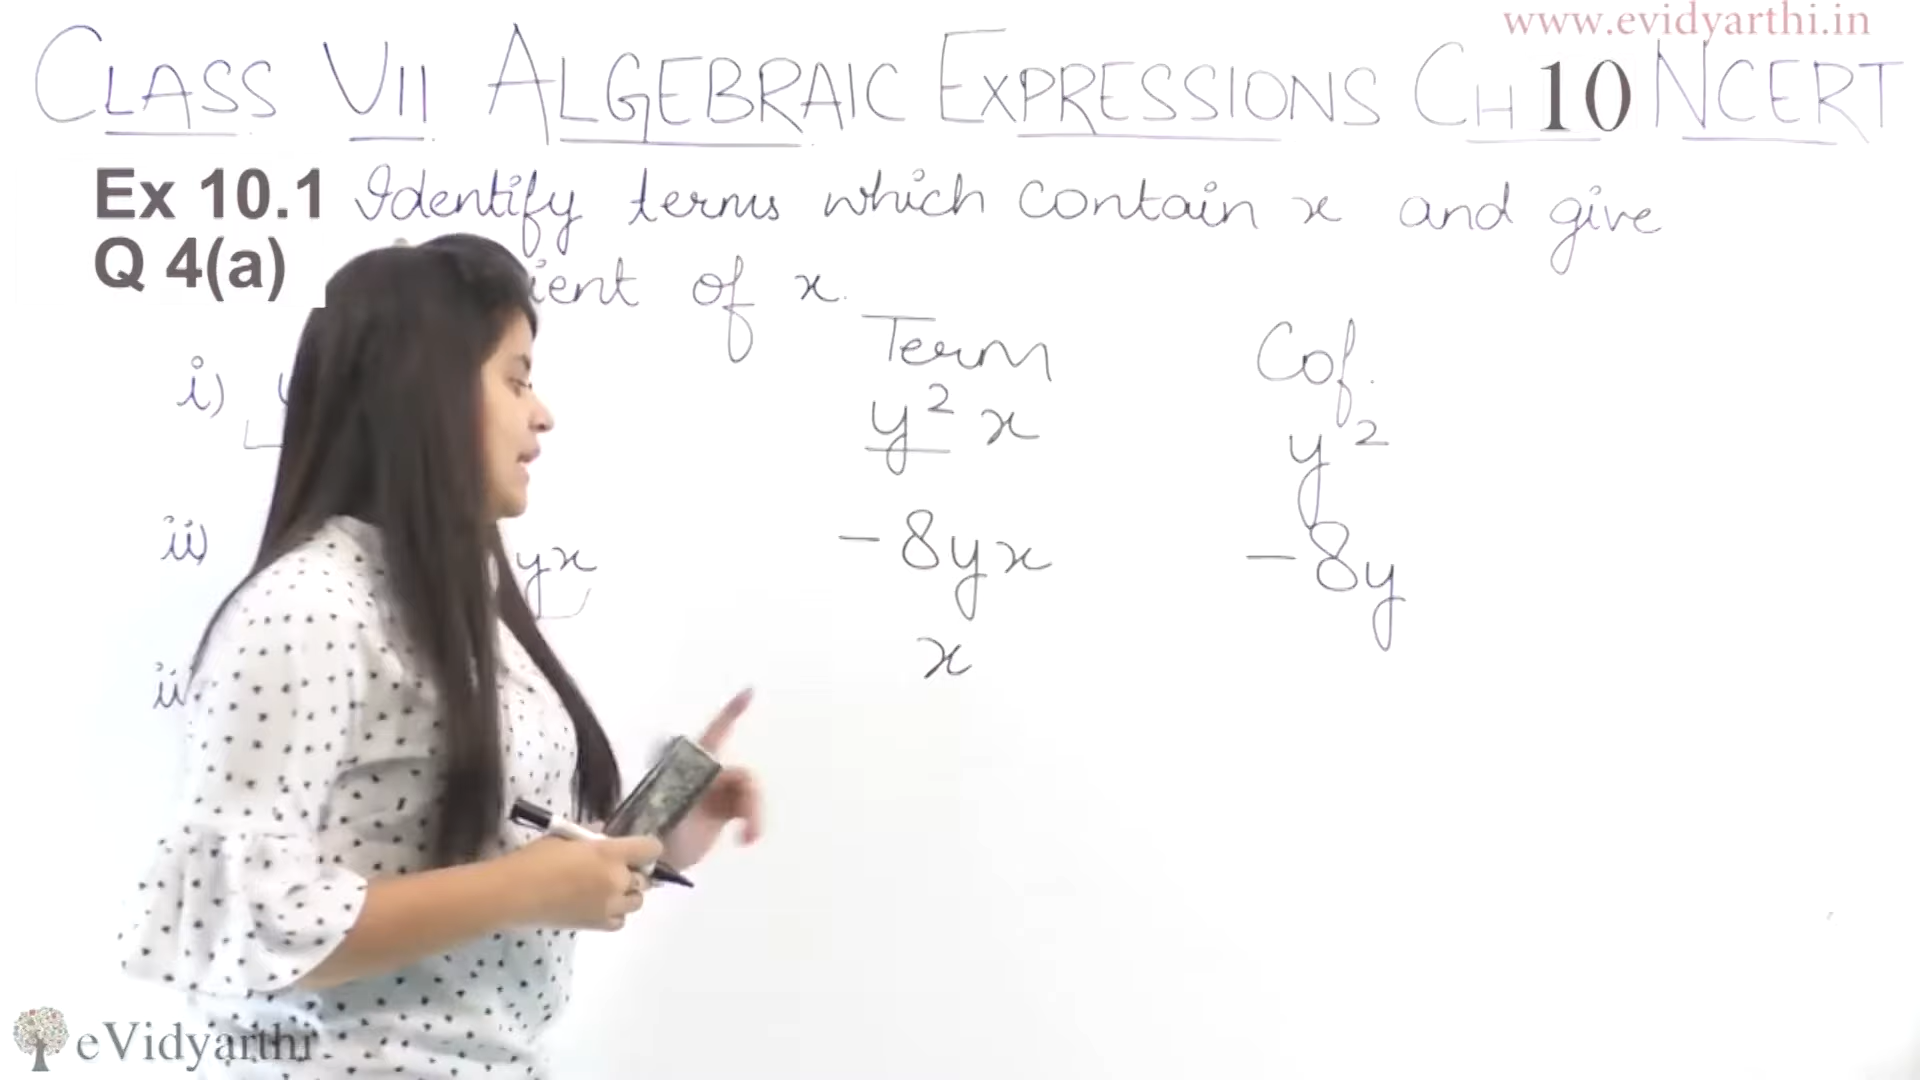 www.evidyarthi.in
CLASS VII ALGEBRAIC EXPRESSIONS CH 10 NCERT
Ex 10.1 Identify terms which contain x and give
Q 4(a) ient of x.
Term Cof.
i) y² x y²
ii) yx -8yx -8y
x
eVidyarthi